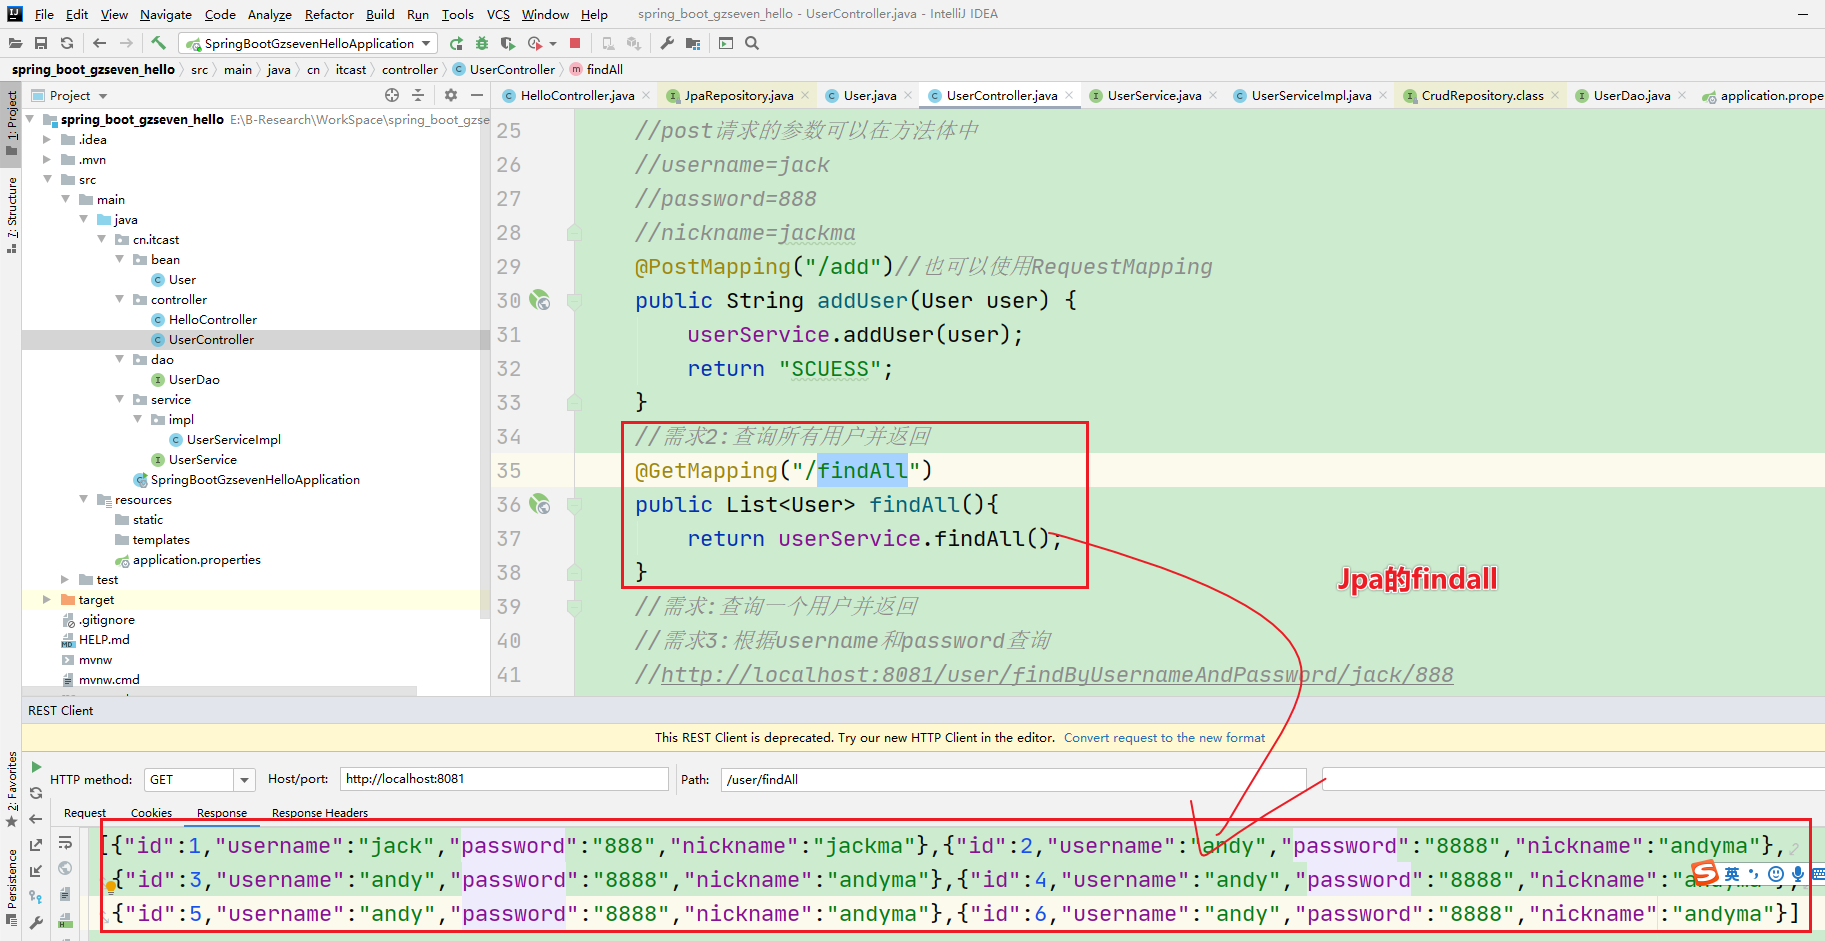 File Edit View Navigate Code Analyze Refactor Build Run Tools VCS Window Help spring_boot_gzseven_hello - UserController.java - IntelliJ IDEA
SpringBootGzsevenHelloApplication
spring_boot_gzseven_hello src main java cn itcast controller UserController findAll
Project
HelloController.java JpaRepository.java User.java UserController.java UserService.java UserServiceImpl.java CrudRepository.class UserDao.java application.prope
1: Project
7: Structure
2: Favorites
Persistence
spring_boot_gzseven_hello E:\B-Research\WorkSpace\spring_boot_gzse
.idea
.mvn
src
main
java
cn.itcast
bean
User
controller
HelloController
UserController
dao
UserDao
service
impl
UserServiceImpl
UserService
SpringBootGzsevenHelloApplication
resources
static
templates
application.properties
test
target
.gitignore
HELP.md
mvnw
mvnw.cmd
25 //post请求的参数可以在方法体中
26 //username=jack
27 //password=888
28 //nickname=jackma
29 @PostMapping("/add")//也可以使用RequestMapping
30 public String addUser(User user) {
31 userService.addUser(user);
32 return "SCUESS";
33 }
34 //需求2:查询所有用户并返回
35 @GetMapping("/findAll")
36 public List<User> findAll(){
37 return userService.findAll();
38 }
39 //需求:查询一个用户并返回
40 //需求3:根据username和password查询
41 //http://localhost:8081/user/findByUsernameAndPassword/jack/888
Jpa的findall
REST Client
This REST Client is deprecated. Try our new HTTP Client in the editor. Convert request to the new format
HTTP method: GET Host/port: http://localhost:8081 Path: /user/findAll
Request Cookies Response Response Headers
[{"id":1,"username":"jack","password":"888","nickname":"jackma"},{"id":2,"username":"andy","password":"8888","nickname":"andyma"},
{"id":3,"username":"andy","password":"8888","nickname":"andyma"},{"id":4,"username":"andy","password":"8888","nickname":"andyma"},
{"id":5,"username":"andy","password":"8888","nickname":"andyma"},{"id":6,"username":"andy","password":"8888","nickname":"andyma"}]
英